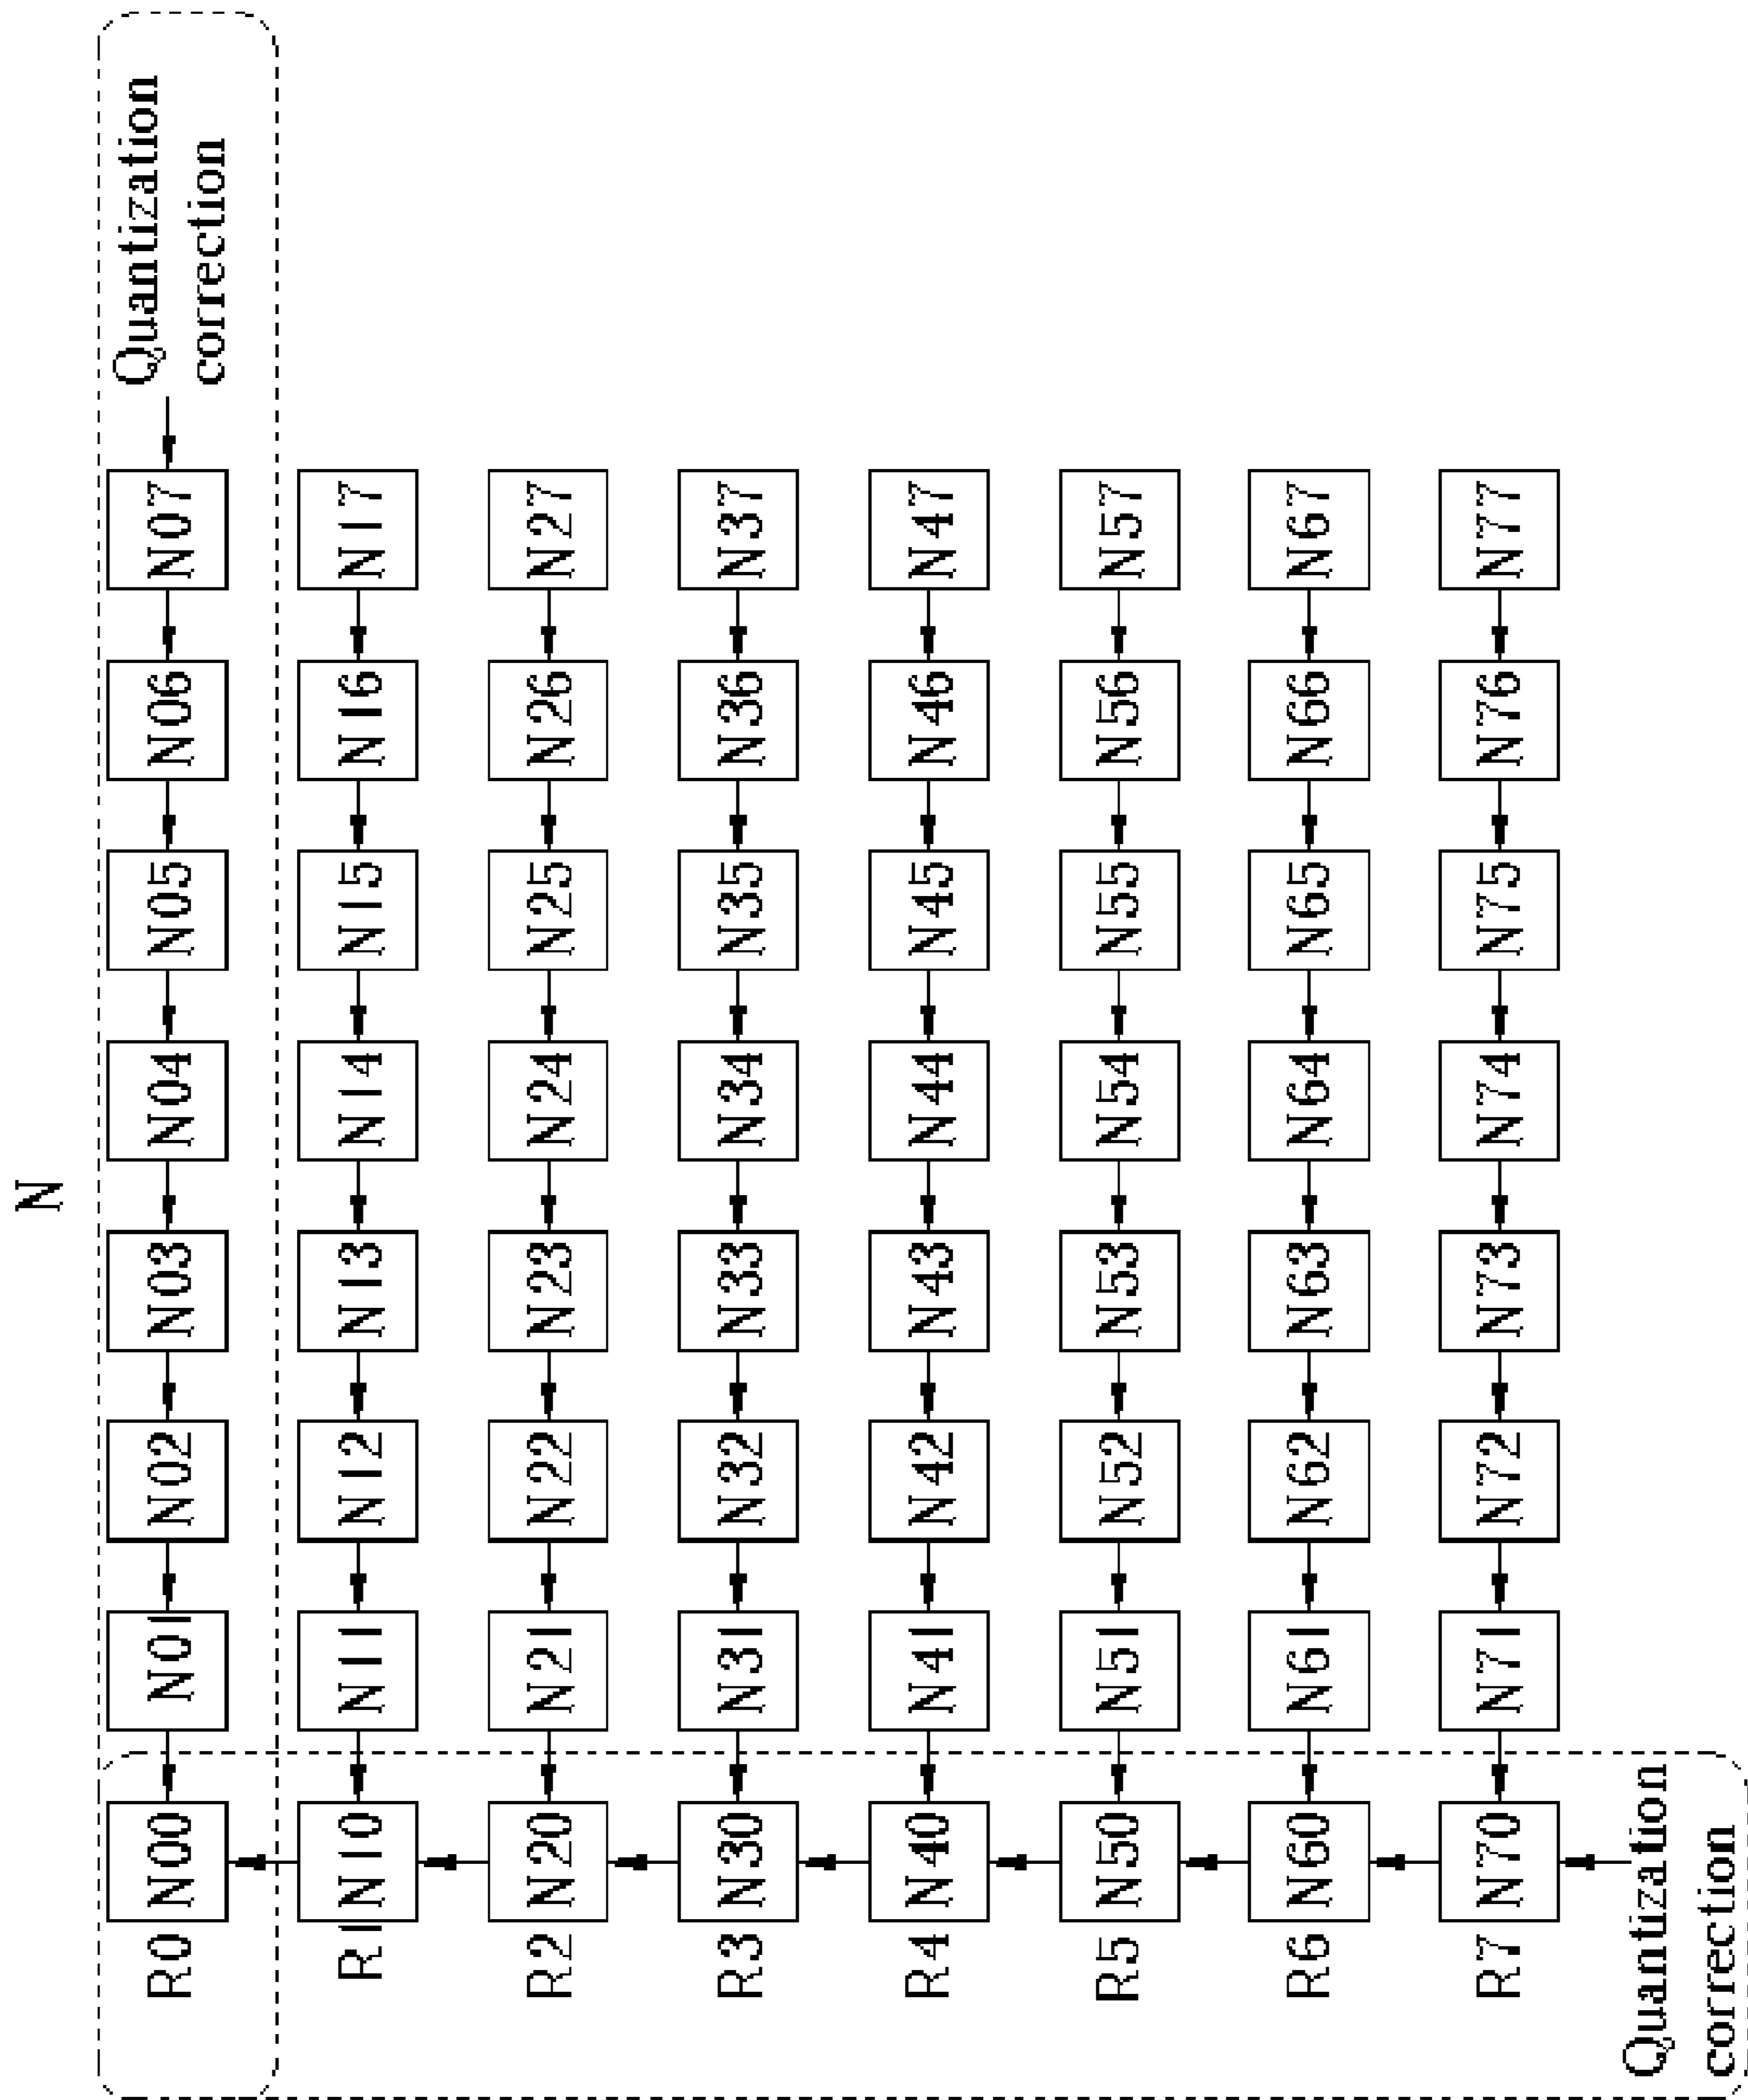 N
R0 N00 N01 N02 N03 N04 N05 N06 N07 Quantization
correction
R1 N10 N11 N12 N13 N14 N15 N16 N17
R2 N20 N21 N22 N23 N24 N25 N26 N27
R3 N30 N31 N32 N33 N34 N35 N36 N37
R4 N40 N41 N42 N43 N44 N45 N46 N47
R5 N50 N51 N52 N53 N54 N55 N56 N57
R6 N60 N61 N62 N63 N64 N65 N66 N67
R7 N70 N71 N72 N73 N74 N75 N76 N77
Quantization
correction